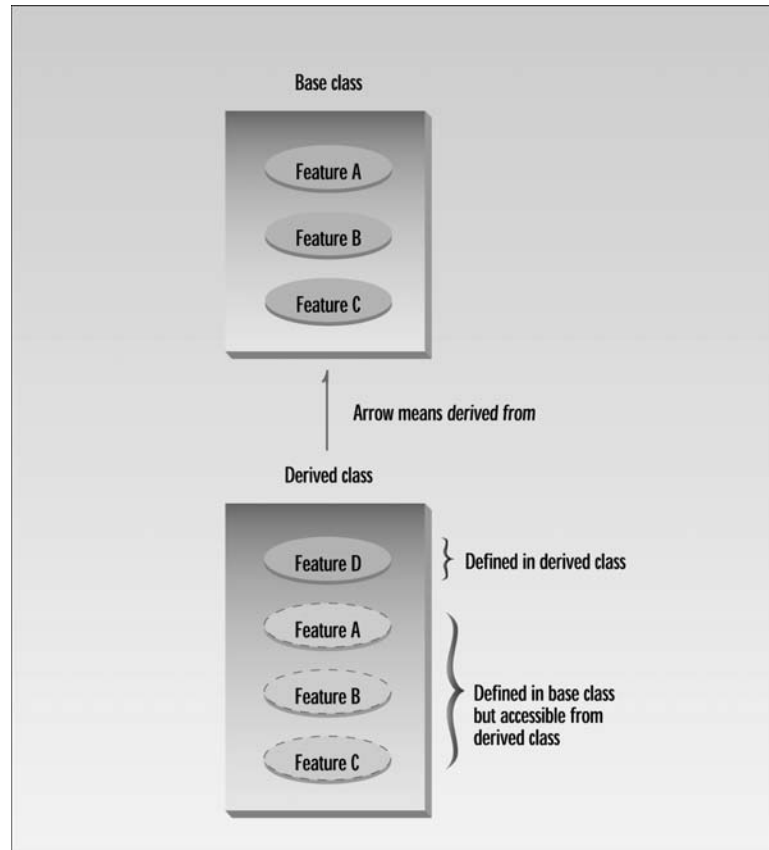 Base class
Feature A
Feature B
Feature C
Arrow means derived from
Derived class
Feature D
Defined in derived class
Feature A
Feature B
Feature C
Defined in base class
but accessible from
derived class